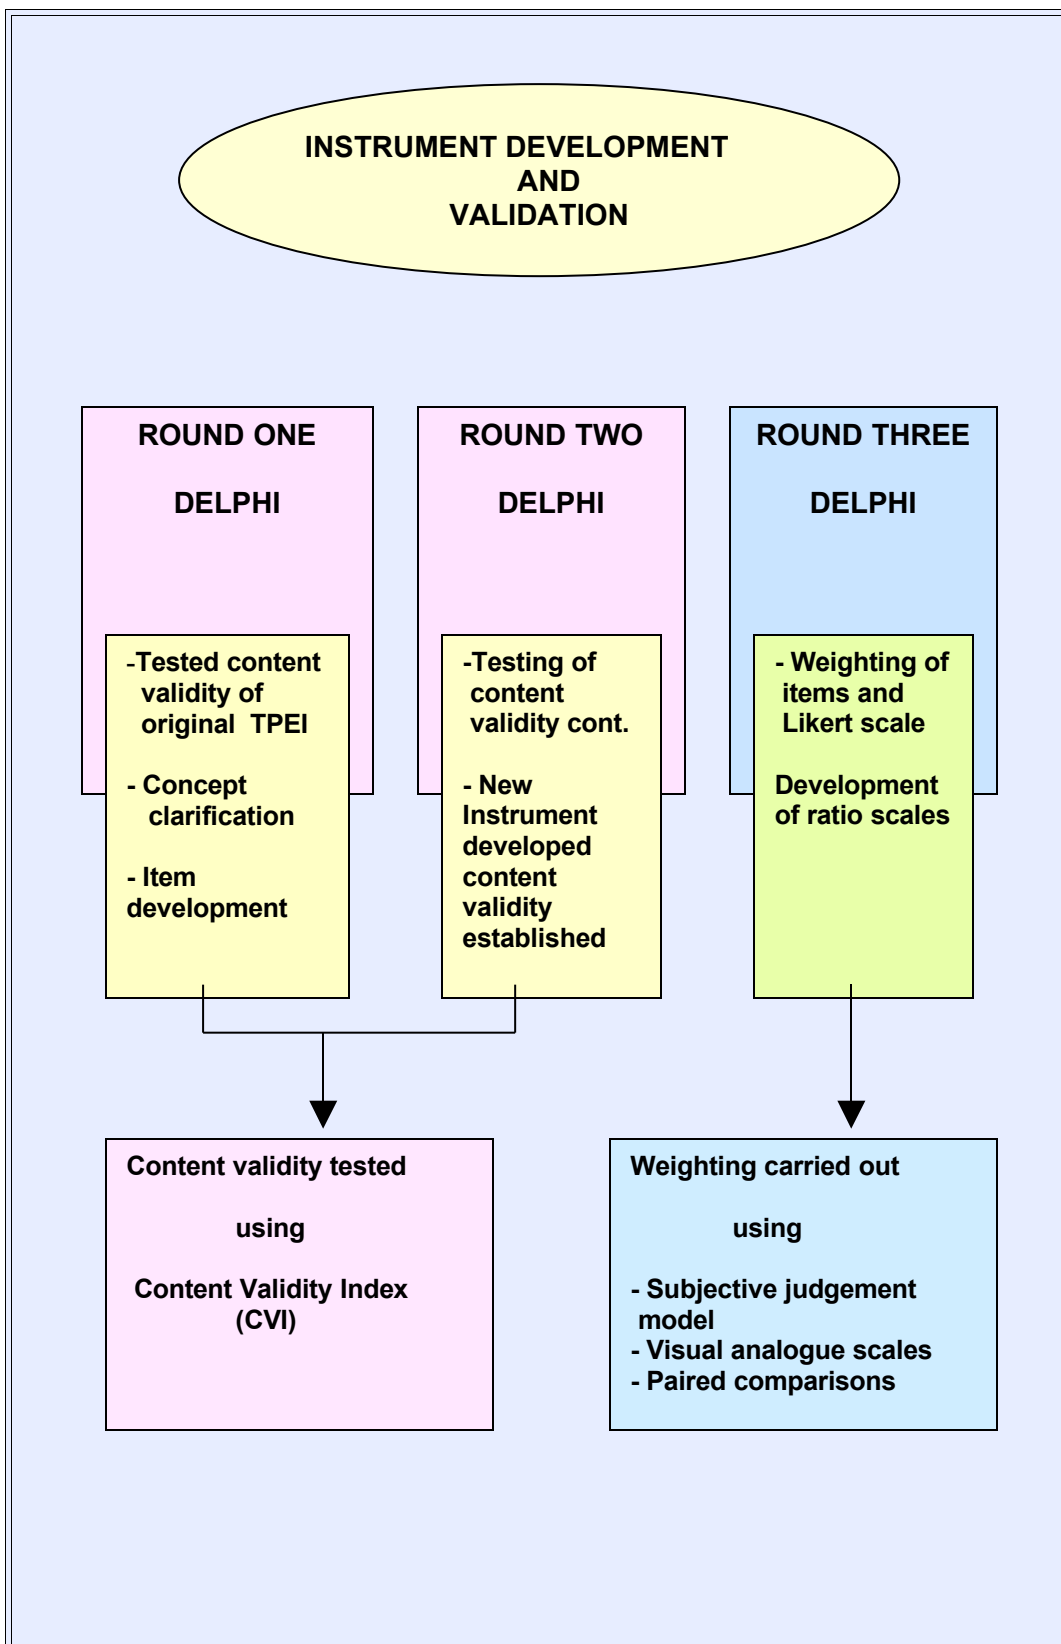 INSTRUMENT DEVELOPMENT
AND
VALIDATION
ROUND ONE
DELPHI
-Tested content
validity of
original TPEI
- Concept
clarification
- Item
development
ROUND TWO
DELPHI
-Testing of
content
validity cont.
- New
Instrument
developed
content
validity
established
ROUND THREE
DELPHI
- Weighting of
items and
Likert scale
Development
of ratio scales
Content validity tested
using
Content Validity Index
(CVI)
Weighting carried out
using
- Subjective judgement
model
- Visual analogue scales
- Paired comparisons